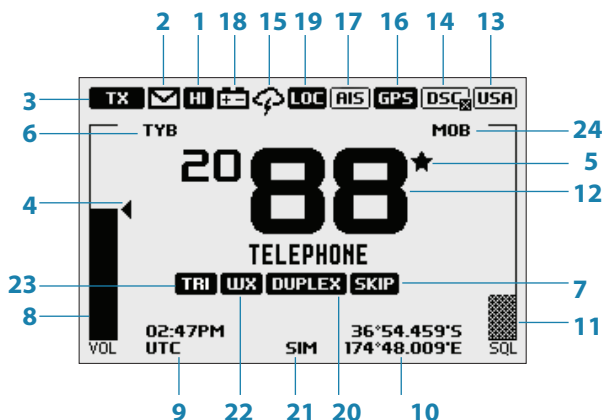 2 1 18 15 19 17 16 14 13
3 TX HI LOC AIS GPS DSC USA
6 TYB MOB 24
20 88 5
12
4
TELEPHONE
23 TRI WX DUPLEX SKIP 7
8 11
02:47PM 36°54.459'S
VOL UTC SIM 174°48.009'E SQL
9 22 21 20 10